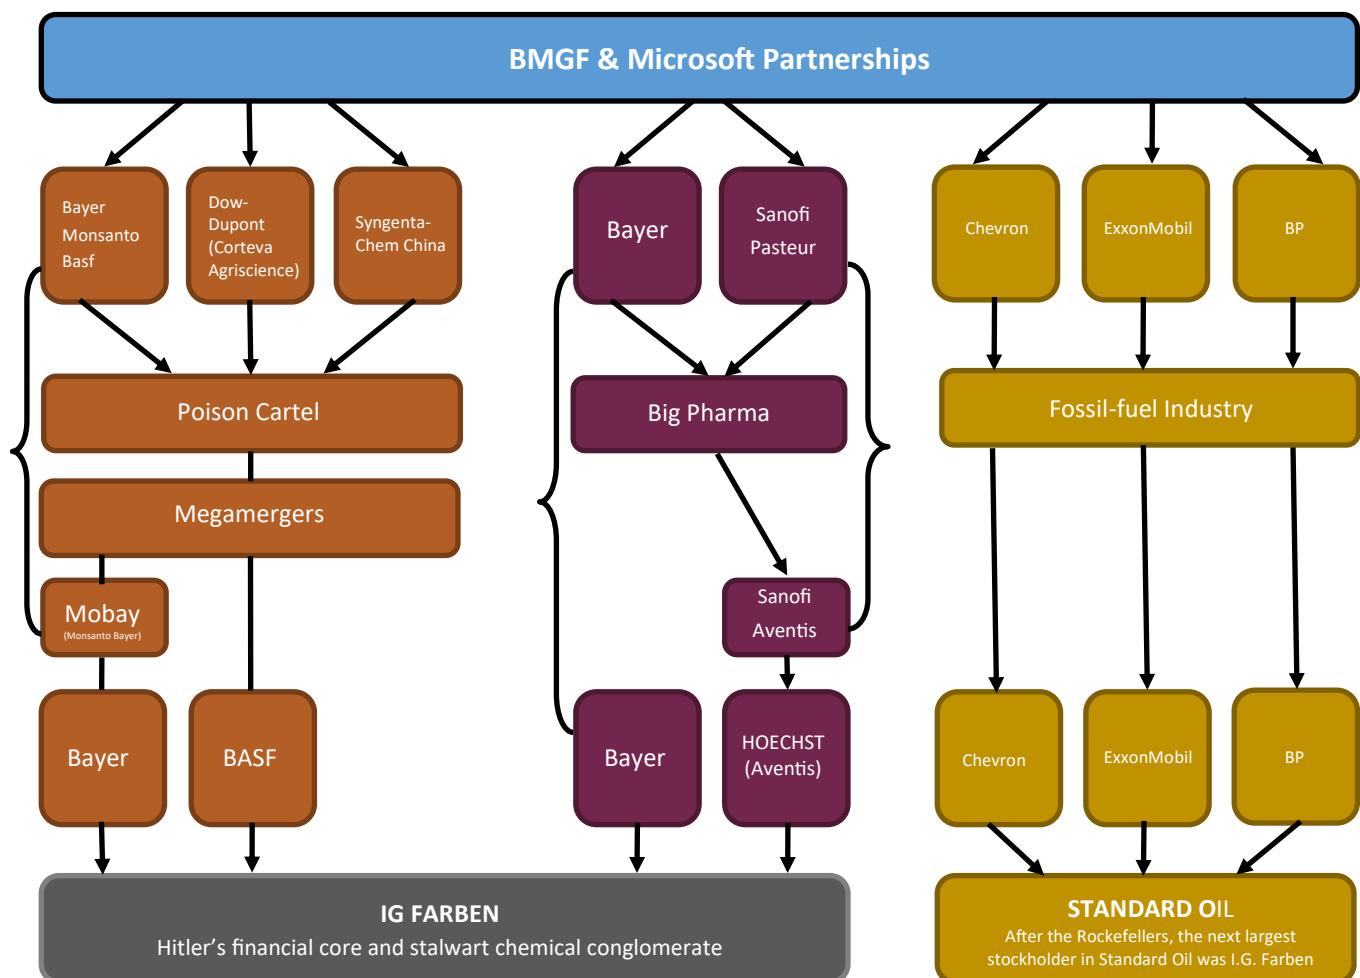 BMGF & Microsoft Partnerships
Bayer
Monsanto
Basf
Dow-
Dupont
(Corteva
Agriscience)
Syngenta-
Chem China
Bayer
Sanofi
Pasteur
Chevron
ExxonMobil
BP
Poison Cartel
Big Pharma
Fossil-fuel Industry
Megamergers
Mobay
(Monsanto Bayer)
Sanofi
Aventis
Bayer
BASF
Bayer
HOECHST
(Aventis)
Chevron
ExxonMobil
BP
IG FARBEN
Hitler’s financial core and stalwart chemical conglomerate
STANDARD OIL
After the Rockefellers, the next largest
stockholder in Standard Oil was I.G. Farben